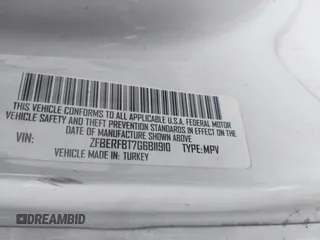 THIS VEHICLE CONFORMS TO ALL APPLICABLE U.S.A. FEDERAL MOTOR
VEHICLE SAFETY AND THEFT PREVENTION STANDARDS IN EFFECT ON THE
DATE OF MANUFACTURE SHOWN ABOVE
VIN: ZFBERFBT7G6B11910 TYPE: MPV
VEHICLE MADE IN: TURKEY
DREAMBID